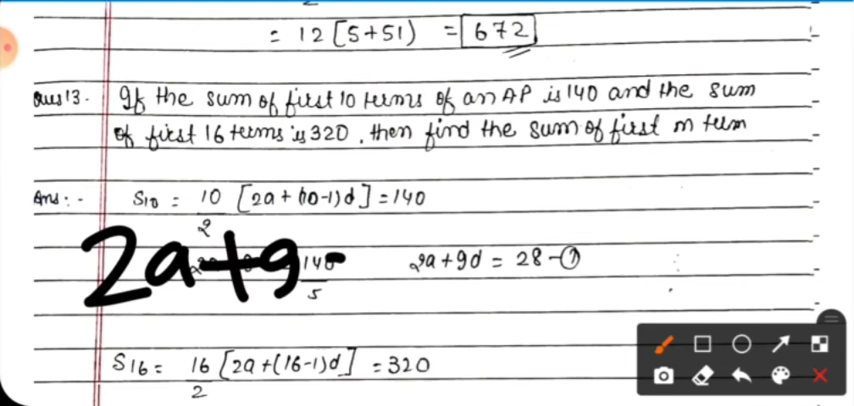 = 12 [5+51) = 672
Ques 13. If the sum of first 10 terms of an AP is 140 and the sum
of first 16 terms is 320, then find the sum of first n term
Ans :- S10 = 10/2 [2a + (10-1)d] = 140
2a+9 140/5 2a+9d = 28 -①
S16 = 16/2 [2a +(16-1)d] = 320